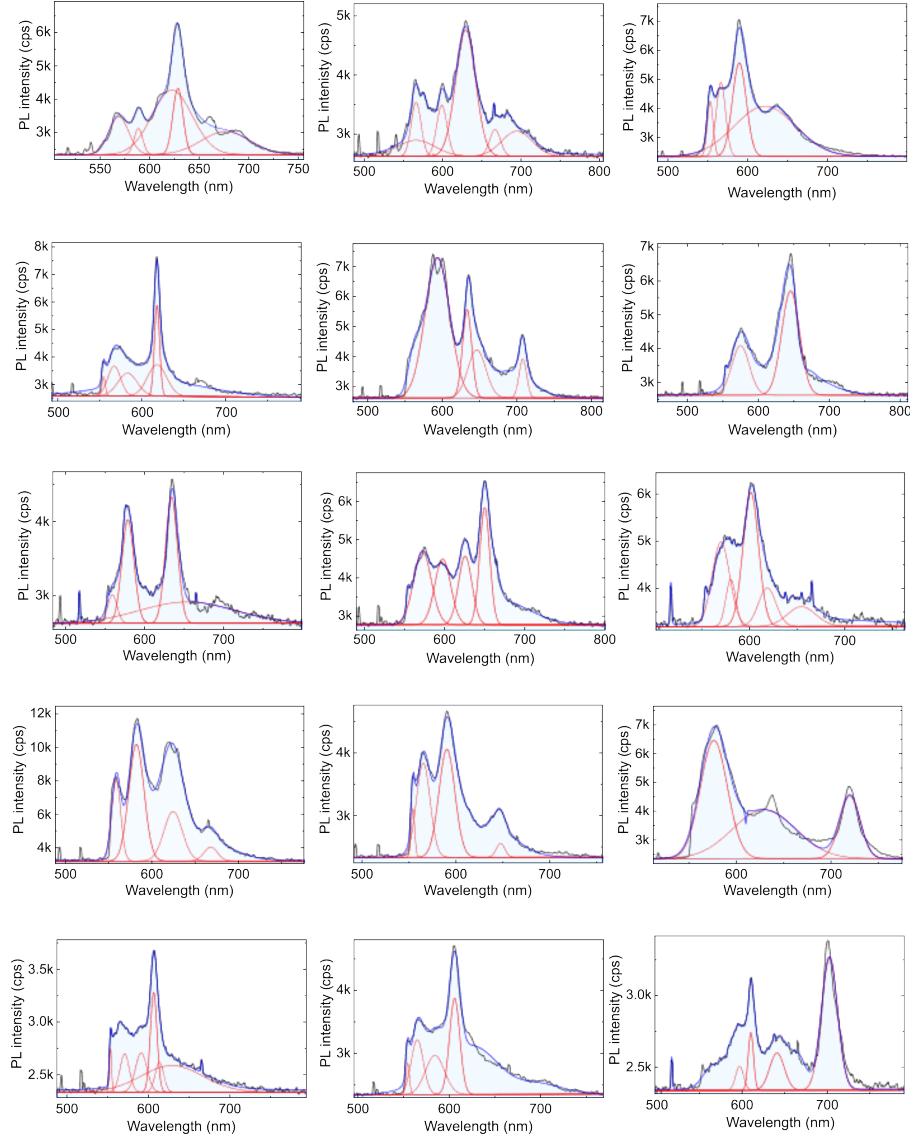 PL intensity (cps)
6k
5k
4k
3k
550 600 650 700 750
Wavelength (nm)
PL intenisty (cps)
5k
4k
3k
500 600 700 800
Wavelength (nm)
PL intensity (cps)
7k
6k
5k
4k
3k
500 600 700
Wavelength (nm)
PL intensity (cps)
8k
7k
6k
5k
4k
3k
500 600 700
Wavelength (nm)
PL intensity (cps)
7k
6k
5k
4k
3k
500 600 700 800
Wavelength (nm)
PL intensity (cps)
7k
6k
5k
4k
3k
500 600 700 800
Wavelength (nm)
PL intensity (cps)
4k
3k
500 600 700
Wavelength (nm)
PL intensity (cps)
6k
5k
4k
3k
500 600 700 800
Wavelength (nm)
PL intensity (cps)
6k
4k
600 700
Wavelength (nm)
PL intensity (cps)
12k
10k
8k
6k
4k
500 600 700
Wavelength (nm)
PL intensity (cps)
4k
3k
500 600 700
Wavelength (nm)
PL intensity (cps)
7k
6k
5k
4k
3k
600 700
Wavelength (nm)
PL intensity (cps)
3.5k
3.0k
2.5k
500 600 700
Wavelength (nm)
PL intensity (cps)
4k
3k
500 600 700
Wavelength (nm)
PL intensity (cps)
3.0k
2.5k
500 600 700
Wavelength (nm)